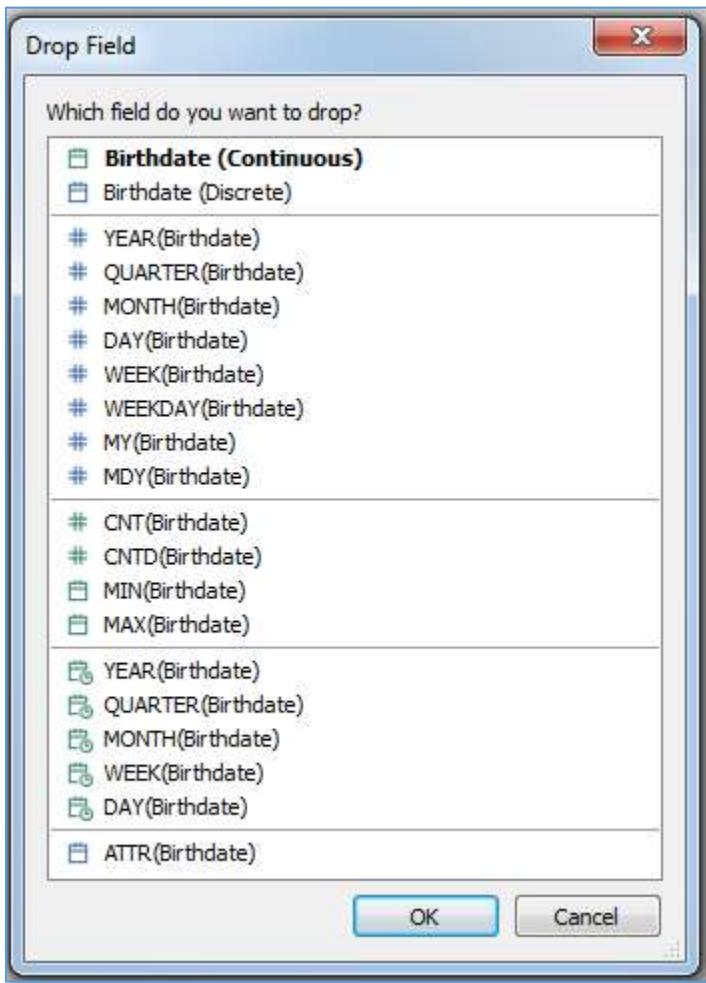 Drop Field
Which field do you want to drop?
Birthdate (Continuous)
Birthdate (Discrete)
YEAR(Birthdate)
QUARTER(Birthdate)
MONTH(Birthdate)
DAY(Birthdate)
WEEK(Birthdate)
WEEKDAY(Birthdate)
MY(Birthdate)
MDY(Birthdate)
CNT(Birthdate)
CNTD(Birthdate)
MIN(Birthdate)
MAX(Birthdate)
YEAR(Birthdate)
QUARTER(Birthdate)
MONTH(Birthdate)
WEEK(Birthdate)
DAY(Birthdate)
ATTR(Birthdate)
OK Cancel